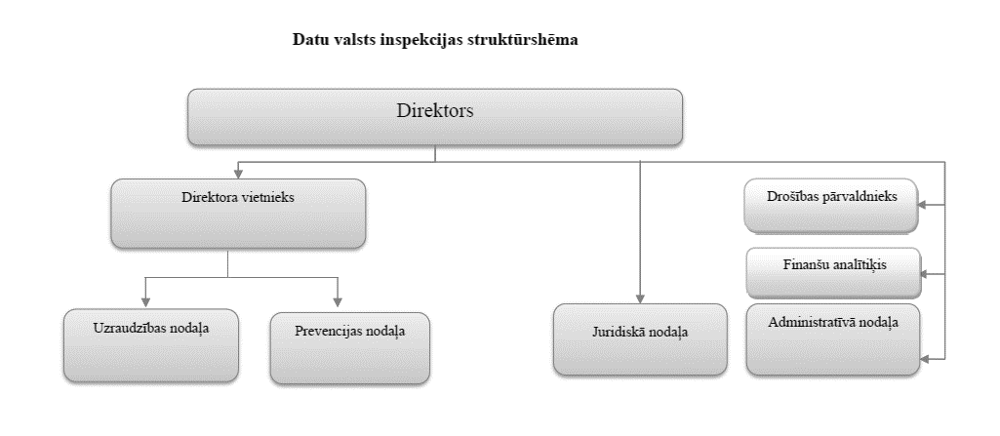 Datu valsts inspekcijas struktūrshēma
Direktors
Direktora vietnieks
Drošības pārvaldnieks
Finanšu analītiķis
Uzraudzības nodaļa
Prevencijas nodaļa
Juridiskā nodaļa
Administratīvā nodaļa